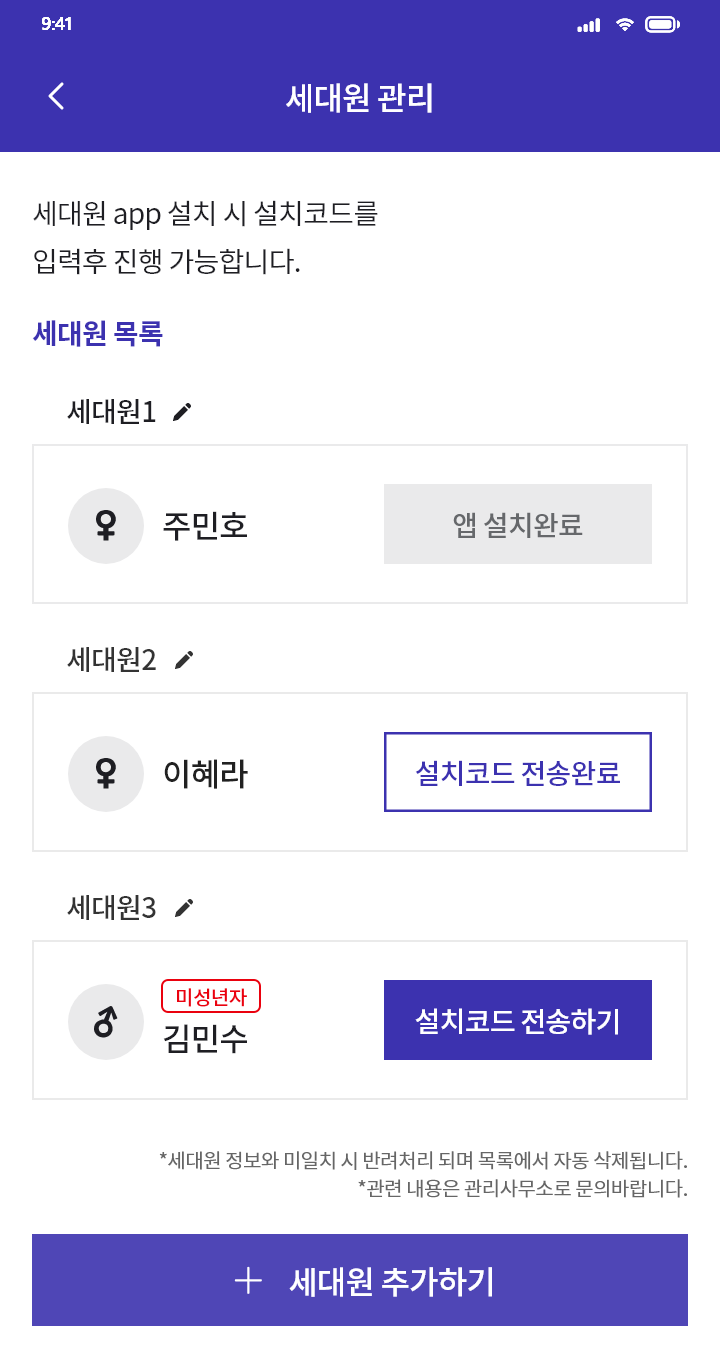 9:41
세대원 관리
세대원 app 설치 시 설치코드를
입력후 진행 가능합니다.
세대원 목록
세대원1
주민호
앱 설치완료
세대원2
이혜라
설치코드 전송완료
세대원3
미성년자
김민수
설치코드 전송하기
*세대원 정보와 미일치 시 반려처리 되며 목록에서 자동 삭제됩니다.
*관련 내용은 관리사무소로 문의바랍니다.
세대원 추가하기